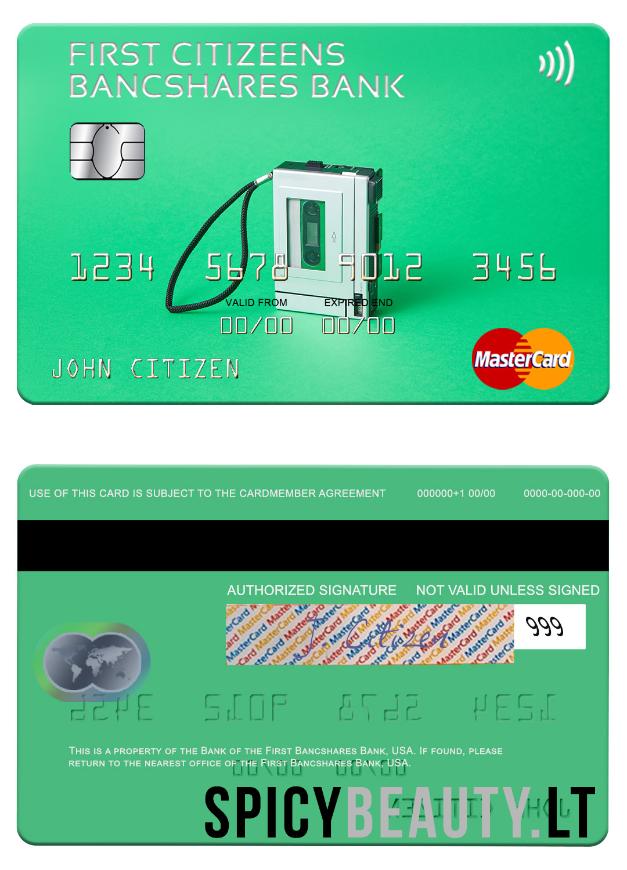 FIRST CITIZEENS
BANCSHARES BANK
1234 5678 9012 3456
VALID FROM EXPIRED END
00/00 00/00
JOHN CITIZEN
MasterCard
USE OF THIS CARD IS SUBJECT TO THE CARDMEMBER AGREEMENT 000000+1 00/00 0000-00-000-00
AUTHORIZED SIGNATURE NOT VALID UNLESS SIGNED
999
THIS IS A PROPERTY OF THE BANK OF THE FIRST BANCSHARES BANK, USA. IF FOUND, PLEASE
RETURN TO THE NEAREST OFFICE OF THE FIRST BANCSHARES BANK, USA.
SPICYBEAUTY.LT